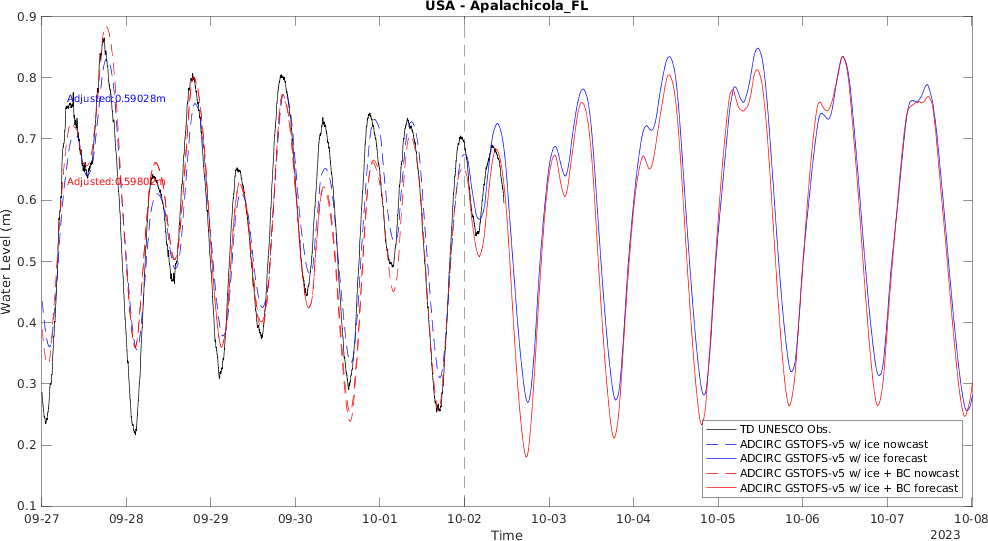 USA - Apalachicola_FL
0.9
0.8
0.7
0.6
0.5
0.4
0.3
0.2
0.1
Water Level (m)
Adjusted:0.59028m
Adjusted:0.59802m
TD UNESCO Obs.
ADCIRC GSTOFS-v5 w/ ice nowcast
ADCIRC GSTOFS-v5 w/ ice forecast
ADCIRC GSTOFS-v5 w/ ice + BC nowcast
ADCIRC GSTOFS-v5 w/ ice + BC forecast
09-27 09-28 09-29 09-30 10-01 10-02 10-03 10-04 10-05 10-06 10-07 10-08
Time
2023